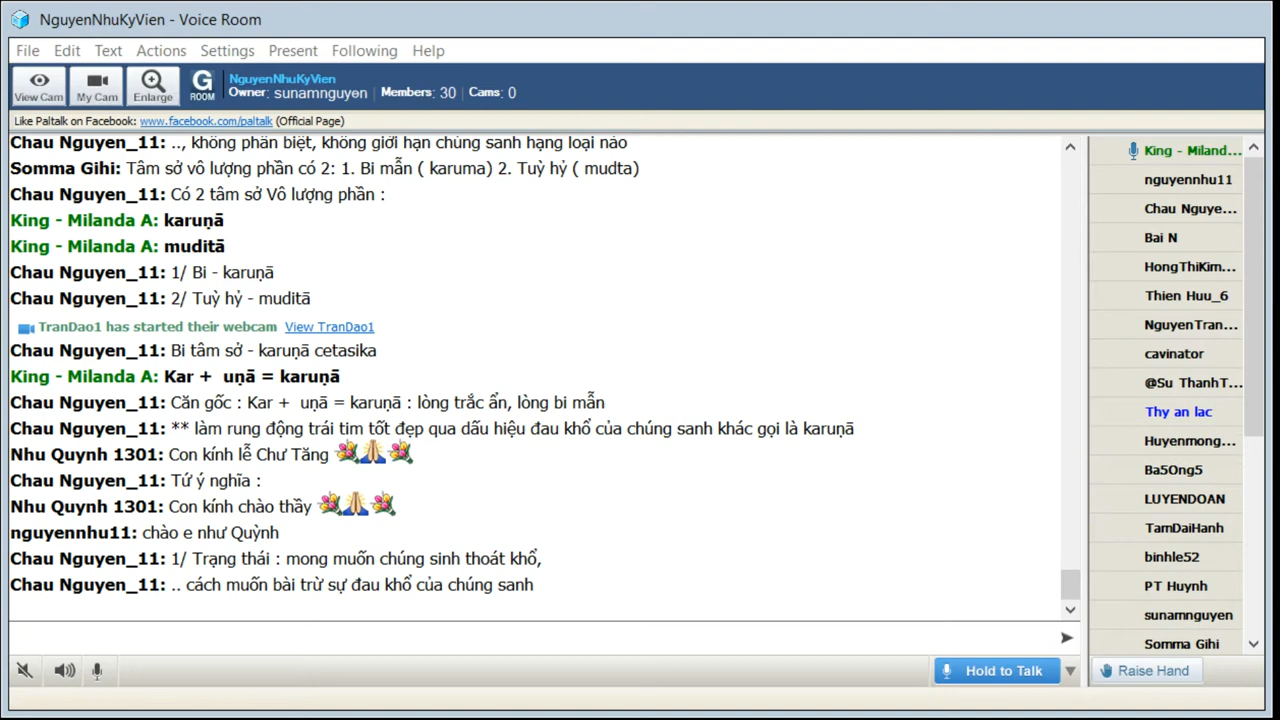 NguyenNhuKyVien - Voice Room
File Edit Text Actions Settings Present Following Help
View Cam My Cam Enlarge G ROOM
NguyenNhuKyVien
Owner: sunamnguyen | Members: 30 | Cams: 0
Like Paltalk on Facebook: www.facebook.com/paltalk (Official Page)
Chau Nguyen_11: .., không phân biệt, không giới hạn chúng sanh hạng loại nào
Somma Gihi: Tâm sở vô lượng phần có 2: 1. Bi mẫn ( karuma) 2. Tuỳ hỷ ( mudta)
Chau Nguyen_11: Có 2 tâm sở Vô lượng phần :
King - Milanda A: karuṇā
King - Milanda A: muditā
Chau Nguyen_11: 1/ Bi - karuṇā
Chau Nguyen_11: 2/ Tuỳ hỷ - muditā
TranDao1 has started their webcam View TranDao1
Chau Nguyen_11: Bi tâm sở - karuṇā cetasika
King - Milanda A: Kar + uṇā = karuṇā
Chau Nguyen_11: Căn gốc : Kar + uṇā = karuṇā : lòng trắc ẩn, lòng bi mẫn
Chau Nguyen_11: ** làm rung động trái tim tốt đẹp qua dấu hiệu đau khổ của chúng sanh khác gọi là karuṇā
Nhu Quynh 1301: Con kính lễ Chư Tăng
Chau Nguyen_11: Tứ ý nghĩa :
Nhu Quynh 1301: Con kính chào thầy
nguyennhu11: chào e như Quỳnh
Chau Nguyen_11: 1/ Trạng thái : mong muốn chúng sinh thoát khổ,
Chau Nguyen_11: .. cách muốn bài trừ sự đau khổ của chúng sanh
Hold to Talk
King - Miland...
nguyennhu11
Chau Nguye...
Bai N
HongThiKim...
Thien Huu_6
NguyenTran...
cavinator
@Su ThanhT...
Thy an lac
Huyenmong...
Ba5Ong5
LUYENDOAN
TamDaiHanh
binhle52
PT Huynh
sunamnguyen
Somma Gihi
Raise Hand